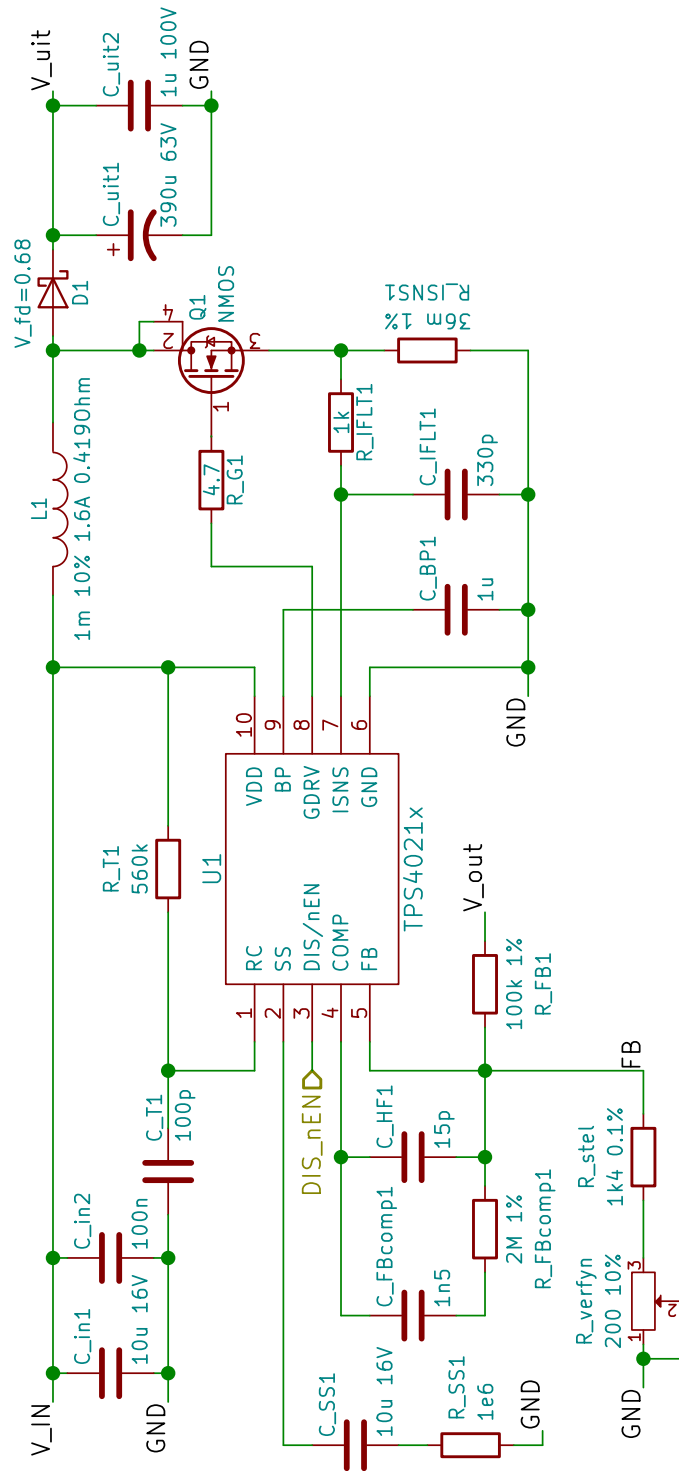 V_IN
GND
C_in1
10u 16V
C_in2
100n
C_T1
100p
R_T1
560k
L1
1m 10% 1.6A 0.419Ohm
V_fd=0.68
D1
+
C_uit1
390u 63V
C_uit2
1u 100V
V_uit
GND
Q1
NMOS
1
2
3
4
4.7
R_G1
1k
R_IFLT1
R_ISNS1
36m 1%
C_IFLT1
330p
C_BP1
1u
GND
U1
TPS4021x
RC
SS
DIS/nEN
COMP
FB
VDD
BP
GDRV
ISNS
GND
1
2
3
4
5
10
9
8
7
6
DIS_nEN
C_HF1
15p
C_FBcomp1
1n5
2M 1%
R_FBcomp1
100k 1%
R_FB1
V_out
FB
C_SS1
10u 16V
R_SS1
1e6
GND
R_stel
1k4 0.1%
R_verfyn
200 10%
1
3
2
GND